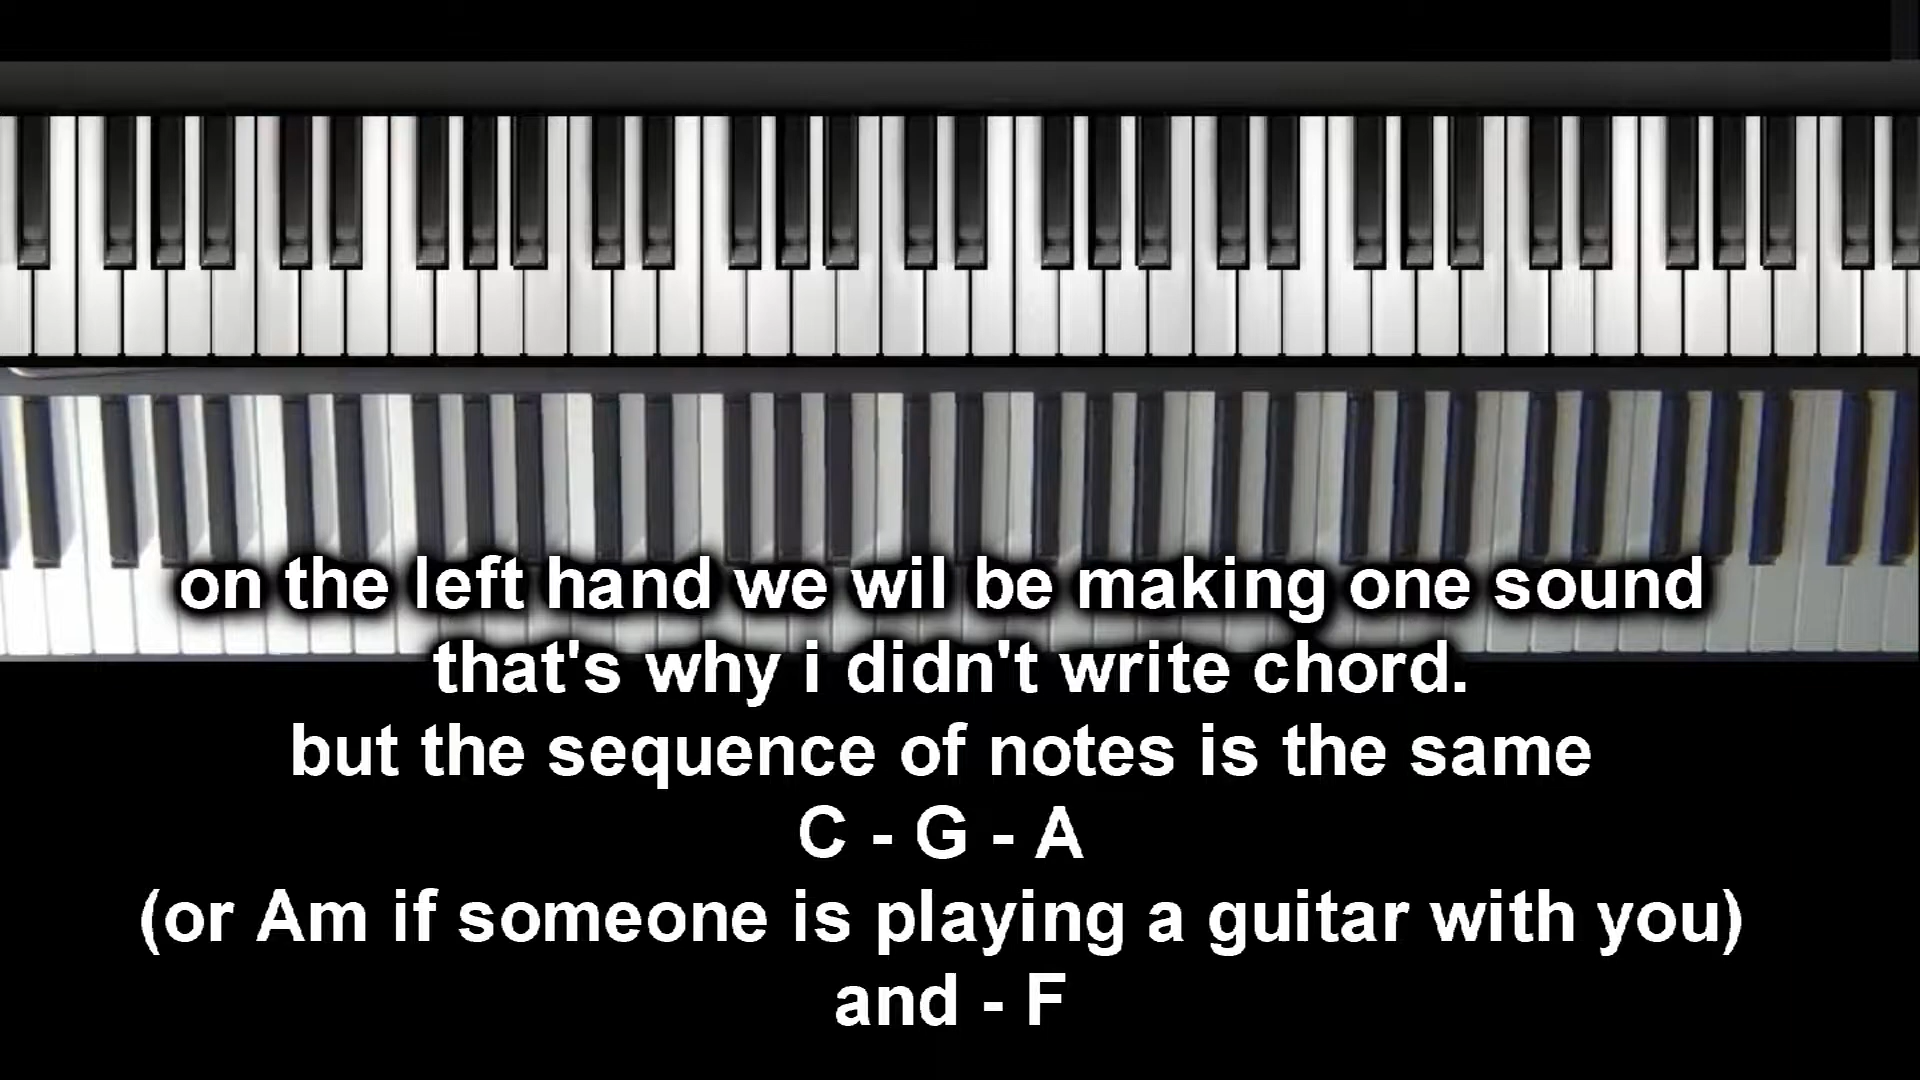 on the left hand we wil be making one sound
that's why i didn't write chord.
but the sequence of notes is the same
C - G - A
(or Am if someone is playing a guitar with you)
and - F